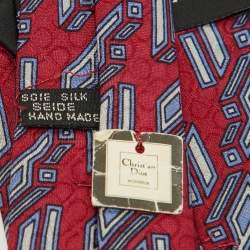 SOIE SILK
SEIDE
HAND MADE
Christian
Dior